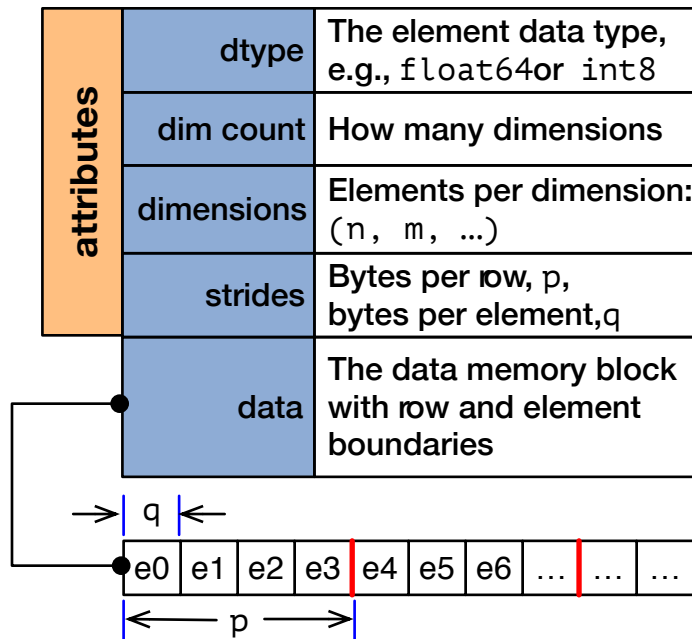 attributes
dtype
The element data type,
e.g., float64or int8
dim count
How many dimensions
dimensions
Elements per dimension:
(n, m, …)
strides
Bytes per row, p,
bytes per element,q
data
The data memory block
with row and element
boundaries
q
e0 e1 e2 e3 e4 e5 e6 … … …
p